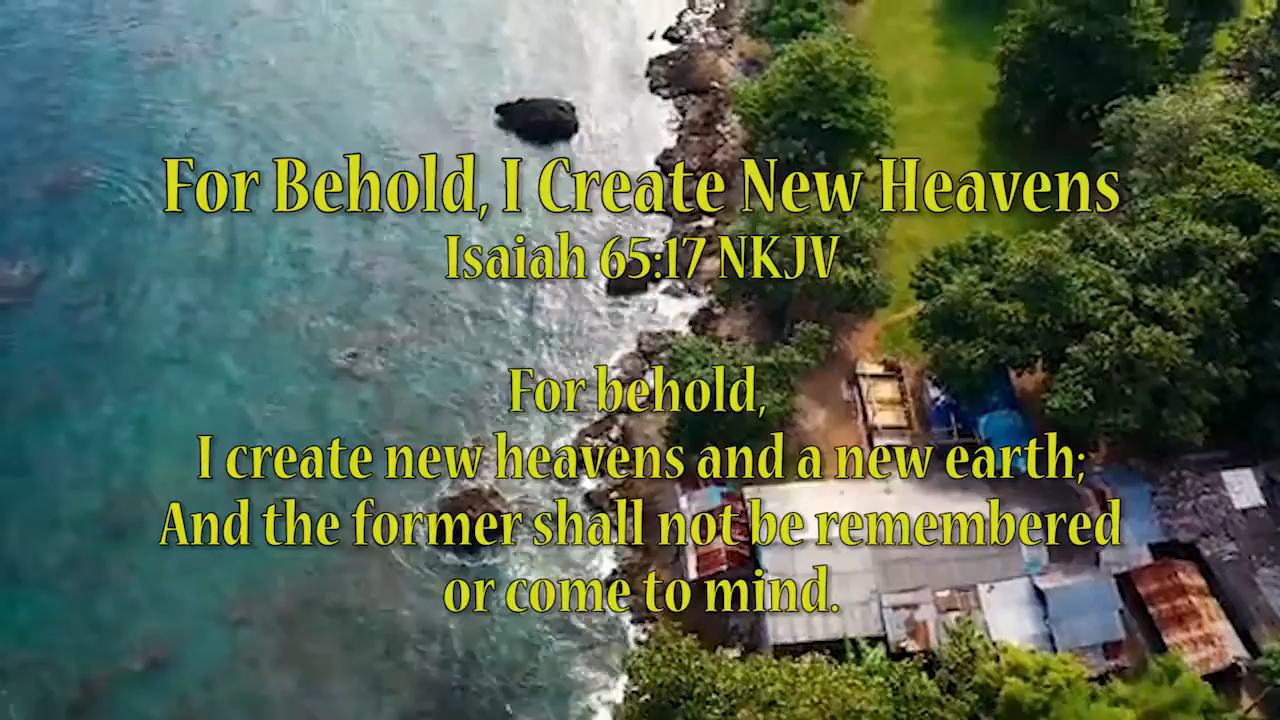 For Behold, I Create New Heavens
Isaiah 65:17 NKJV
For behold,
I create new heavens and a new earth;
And the former shall not be remembered
or come to mind.